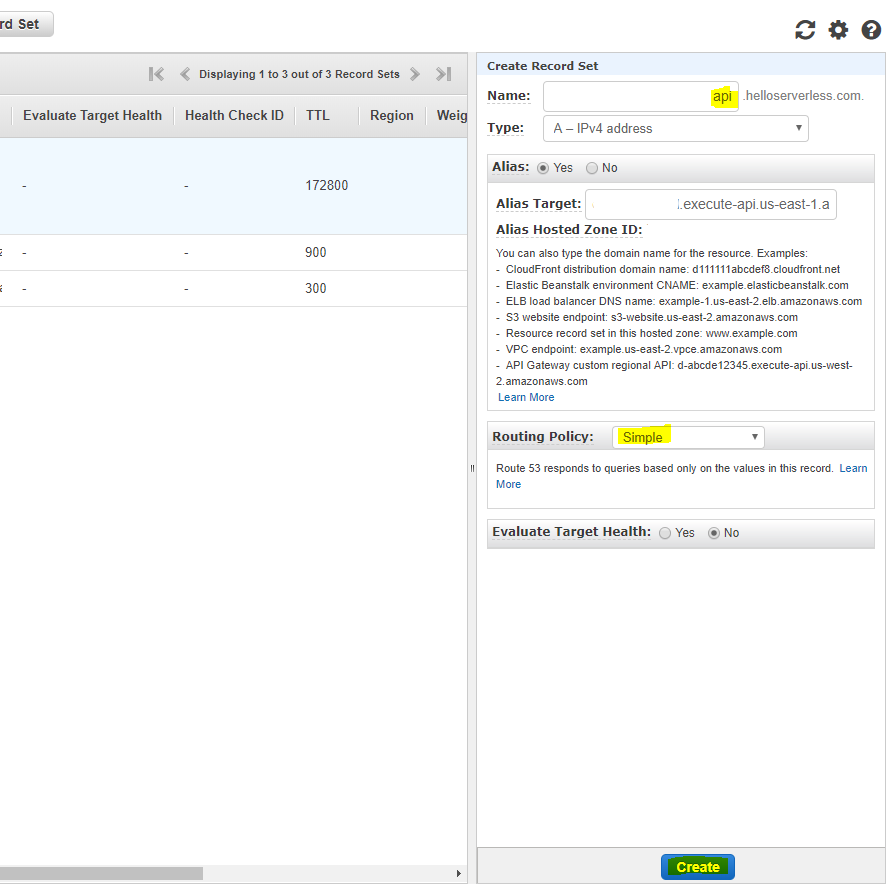 rd Set
Displaying 1 to 3 out of 3 Record Sets
Evaluate Target Health Health Check ID TTL Region Weig
- - 172800
- - 900
- - 300
Create Record Set
Name: api .helloserverless.com.
Type: A – IPv4 address
Alias: Yes No
Alias Target: .execute-api.us-east-1.a
Alias Hosted Zone ID:
You can also type the domain name for the resource. Examples:
- CloudFront distribution domain name: d111111abcdef8.cloudfront.net
- Elastic Beanstalk environment CNAME: example.elasticbeanstalk.com
- ELB load balancer DNS name: example-1.us-east-2.elb.amazonaws.com
- S3 website endpoint: s3-website.us-east-2.amazonaws.com
- Resource record set in this hosted zone: www.example.com
- VPC endpoint: example.us-east-2.vpce.amazonaws.com
- API Gateway custom regional API: d-abcde12345.execute-api.us-west-
2.amazonaws.com
Learn More
Routing Policy: Simple
Route 53 responds to queries based only on the values in this record. Learn
More
Evaluate Target Health: Yes No
Create